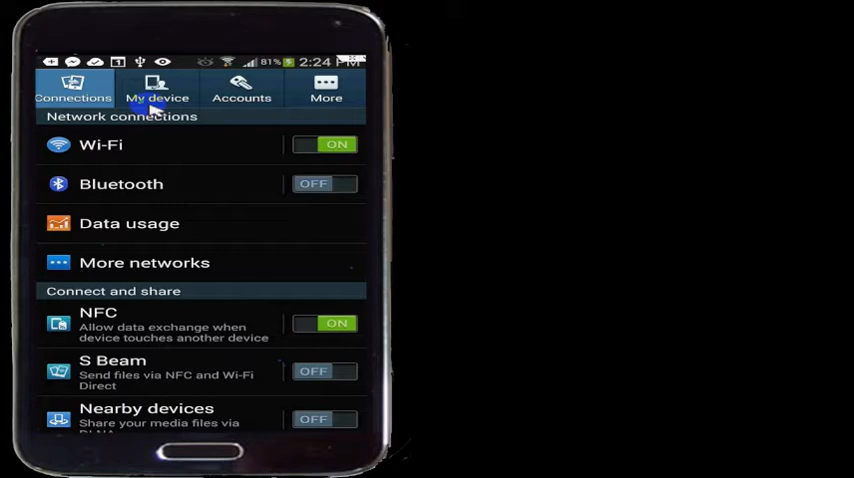 81% 2:24 PM
Connections My device Accounts More
Network connections
Wi-Fi ON
Bluetooth OFF
Data usage
More networks
Connect and share
NFC
Allow data exchange when
device touches another device
ON
S Beam
Send files via NFC and Wi-Fi
Direct
OFF
Nearby devices
Share your media files via
OFF